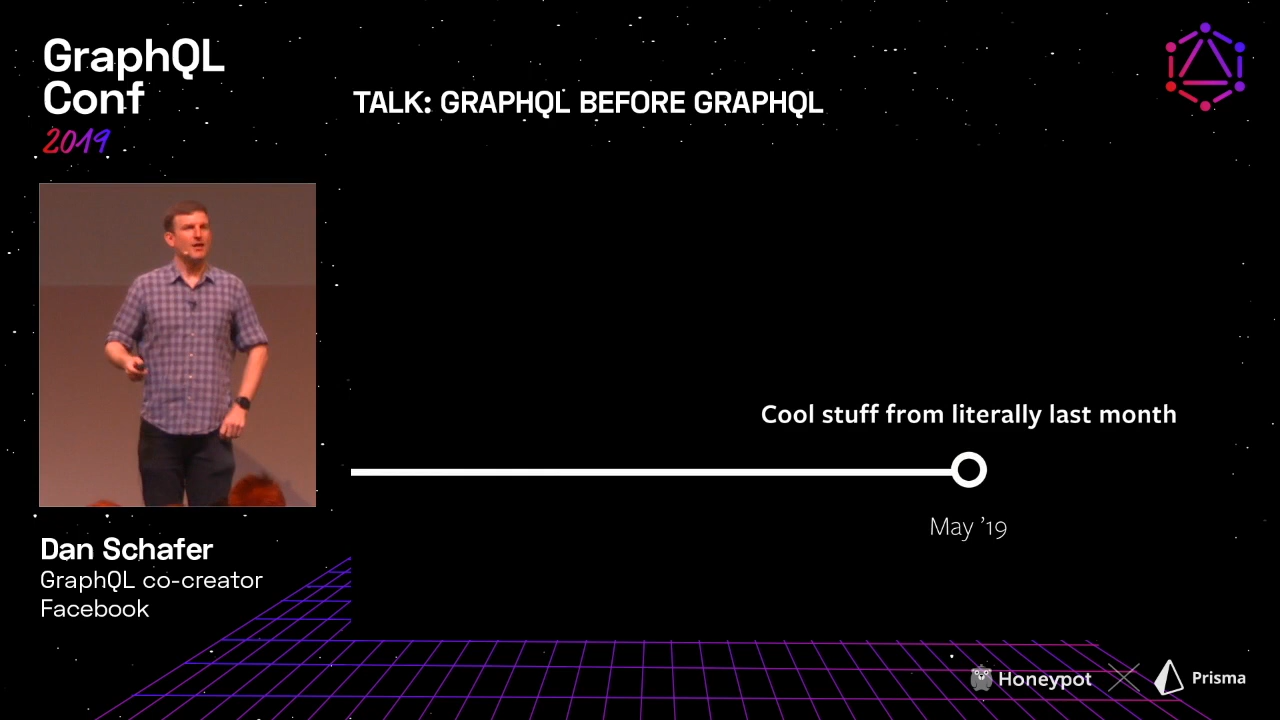 GraphQL
Conf
2019
TALK: GRAPHQL BEFORE GRAPHQL
Cool stuff from literally last month
May ’19
Dan Schafer
GraphQL co-creator
Facebook
Honeypot
Prisma